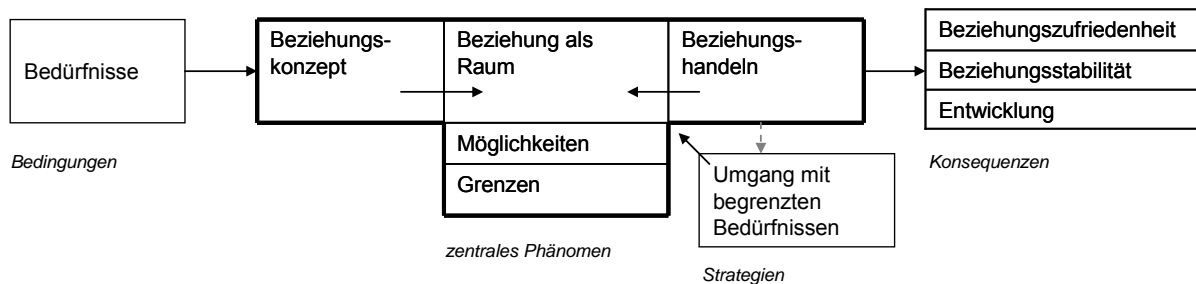 Bedürfnisse
Bedingungen
Beziehungs-
konzept
Beziehung als
Raum
Beziehungs-
handeln
Möglichkeiten
Grenzen
zentrales Phänomen
Umgang mit
begrenzten
Bedürfnissen
Strategien
Beziehungszufriedenheit
Beziehungsstabilität
Entwicklung
Konsequenzen